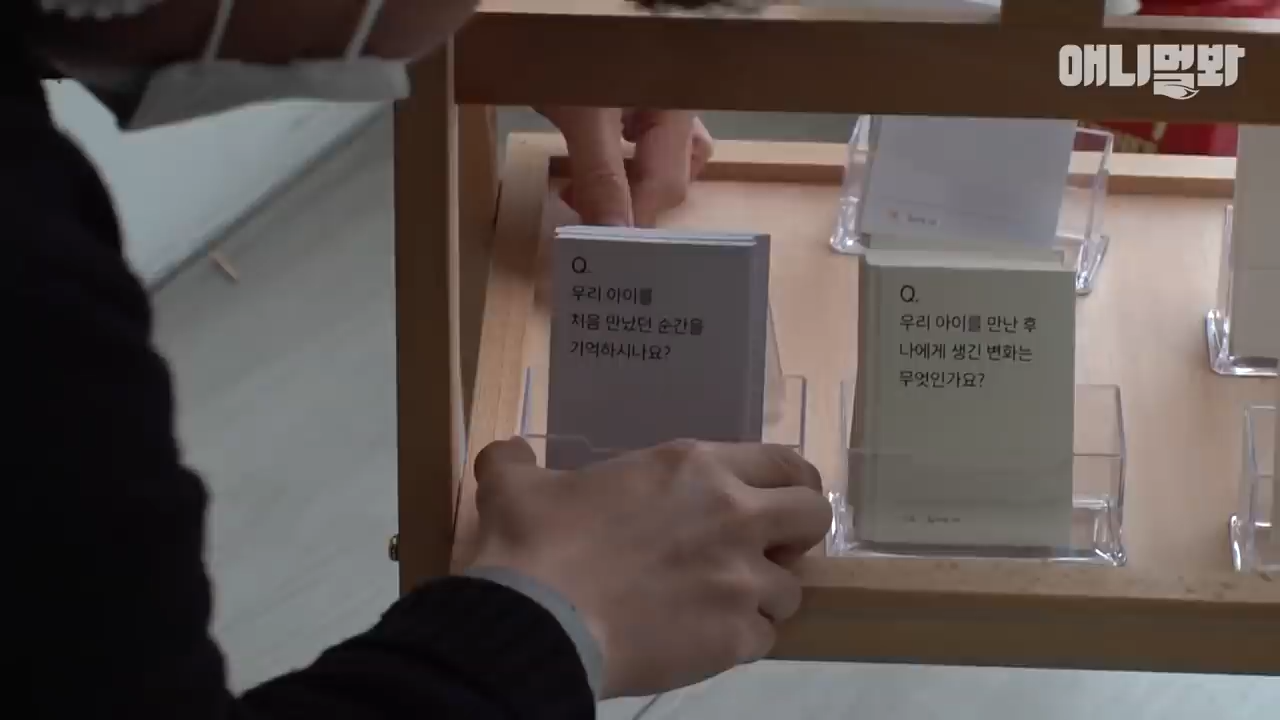 애니멀봐
Q.
우리 아이를
처음 만났던 순간을
기억하시나요?
Q.
우리 아이를 만난 후
나에게 생긴 변화는
무엇인가요?